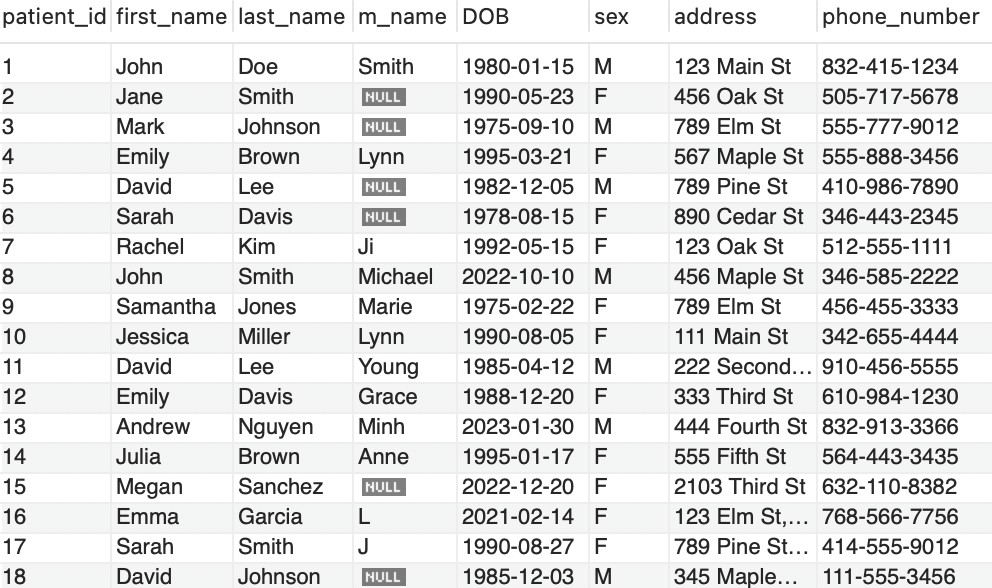 patient_id first_name last_name m_name DOB sex address phone_number
1 John Doe Smith 1980-01-15 M 123 Main St 832-415-1234
2 Jane Smith NULL 1990-05-23 F 456 Oak St 505-717-5678
3 Mark Johnson NULL 1975-09-10 M 789 Elm St 555-777-9012
4 Emily Brown Lynn 1995-03-21 F 567 Maple St 555-888-3456
5 David Lee NULL 1982-12-05 M 789 Pine St 410-986-7890
6 Sarah Davis NULL 1978-08-15 F 890 Cedar St 346-443-2345
7 Rachel Kim Ji 1992-05-15 F 123 Oak St 512-555-1111
8 John Smith Michael 2022-10-10 M 456 Maple St 346-585-2222
9 Samantha Jones Marie 1975-02-22 F 789 Elm St 456-455-3333
10 Jessica Miller Lynn 1990-08-05 F 111 Main St 342-655-4444
11 David Lee Young 1985-04-12 M 222 Second... 910-456-5555
12 Emily Davis Grace 1988-12-20 F 333 Third St 610-984-1230
13 Andrew Nguyen Minh 2023-01-30 M 444 Fourth St 832-913-3366
14 Julia Brown Anne 1995-01-17 F 555 Fifth St 564-443-3435
15 Megan Sanchez NULL 2022-12-20 F 2103 Third St 632-110-8382
16 Emma Garcia L 2021-02-14 F 123 Elm St,... 768-566-7756
17 Sarah Smith J 1990-08-27 F 789 Pine St... 414-555-9012
18 David Johnson NULL 1985-12-03 M 345 Maple... 111-555-3456